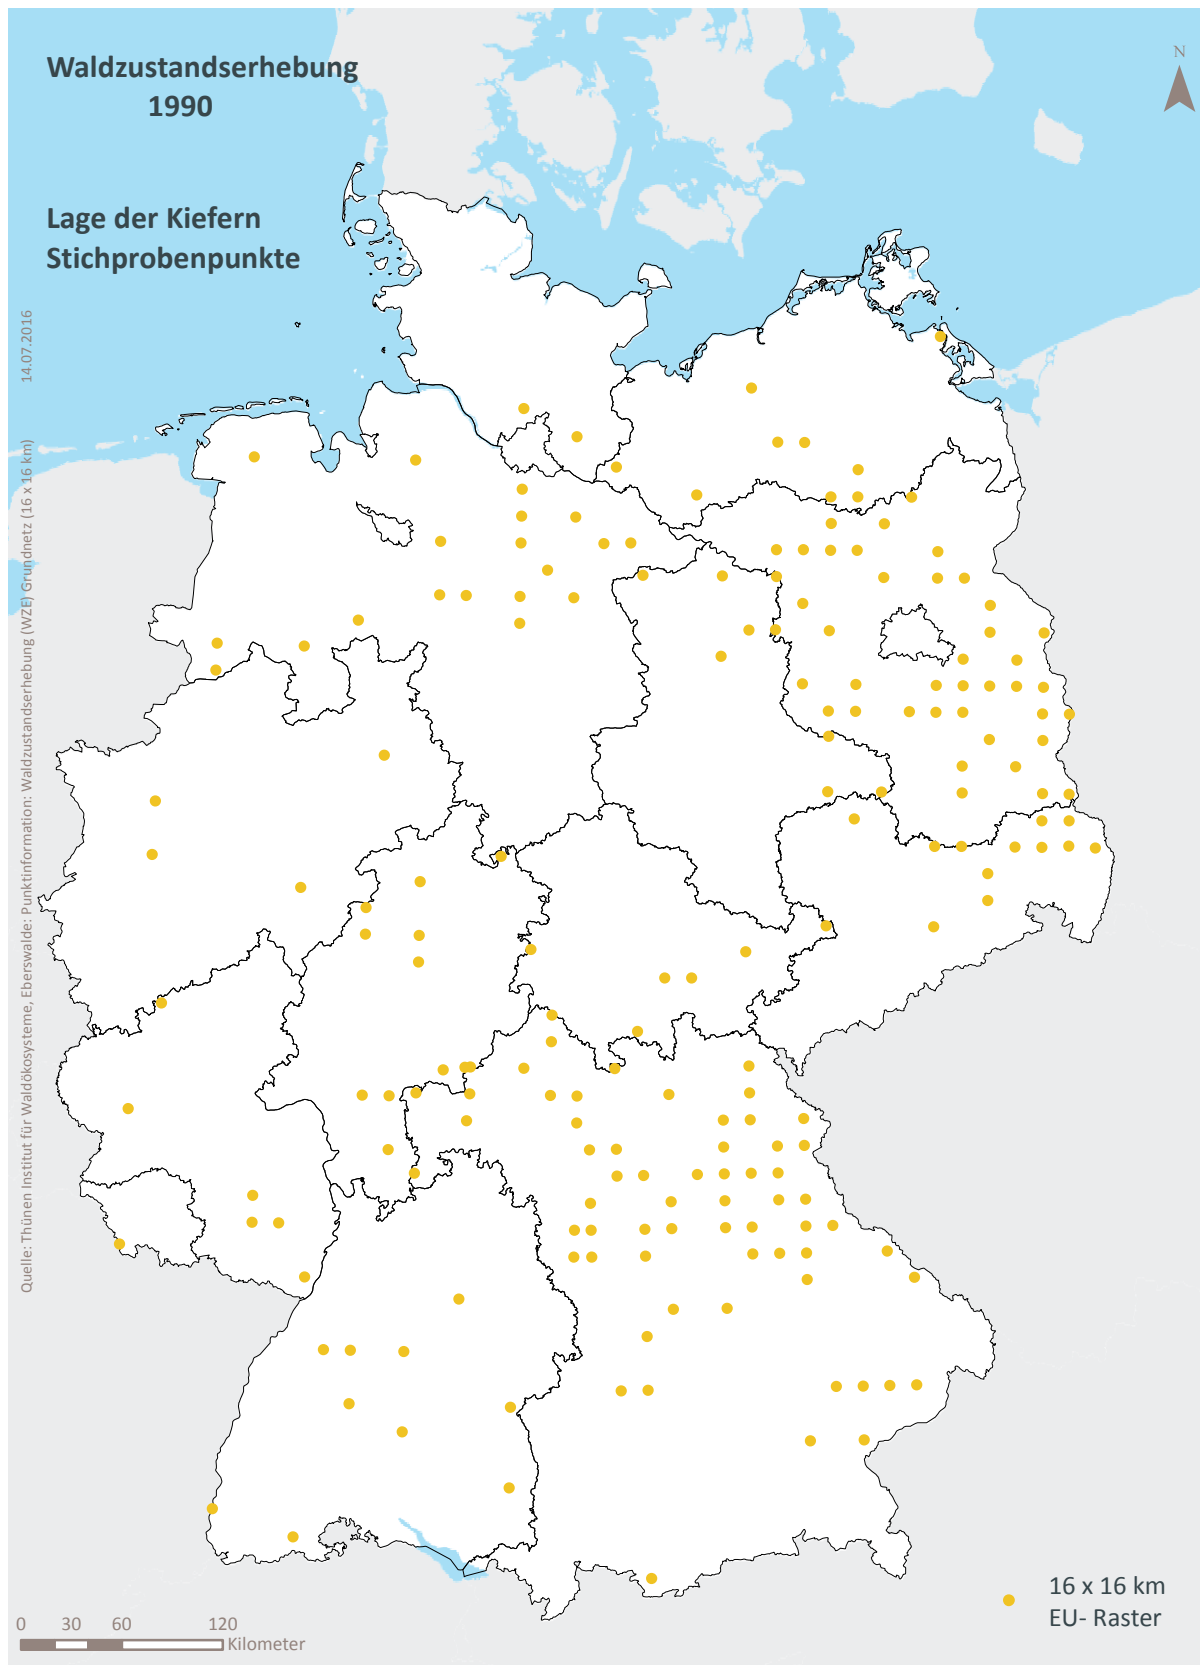 Waldzustandserhebung
1990
N
Lage der Kiefern
Stichprobenpunkte
Quelle: Thünen Institut für Waldökosysteme, Eberswalde: Punktinformation: Waldzustandserhebung (WZE) Grundnetz (16 x 16 km) 14.07.2016
16 x 16 km
EU- Raster
0 30 60 120
Kilometer